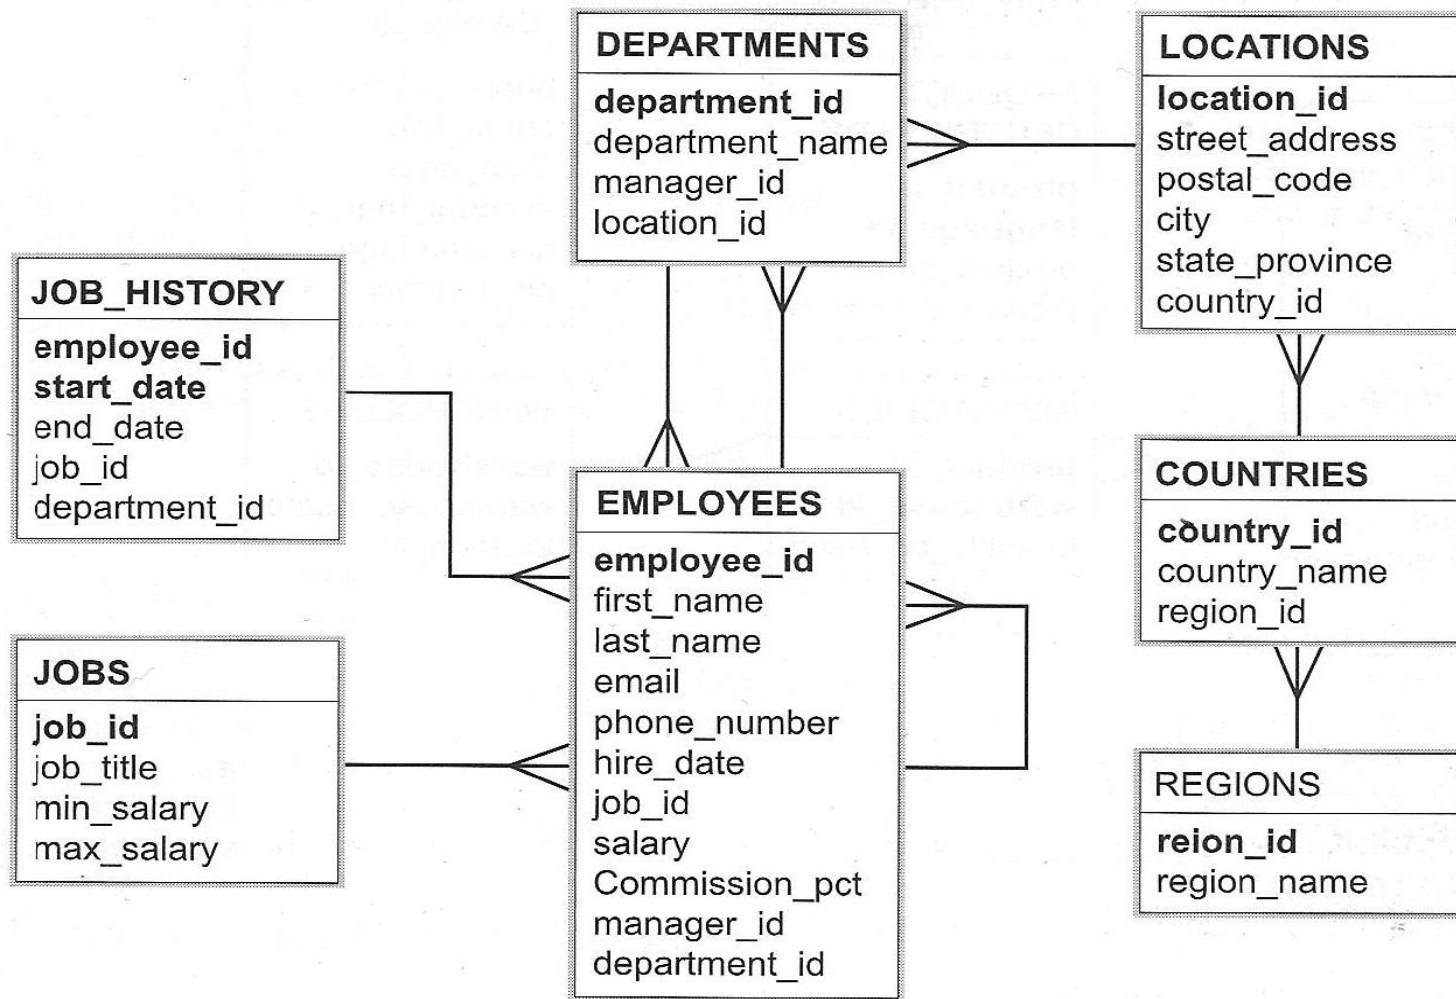 DEPARTMENTS
department_id
department_name
manager_id
location_id
LOCATIONS
location_id
street_address
postal_code
city
state_province
country_id
JOB_HISTORY
employee_id
start_date
end_date
job_id
department_id
EMPLOYEES
employee_id
first_name
last_name
email
phone_number
hire_date
job_id
salary
Commission_pct
manager_id
department_id
COUNTRIES
country_id
country_name
region_id
JOBS
job_id
job_title
min_salary
max_salary
REGIONS
reion_id
region_name